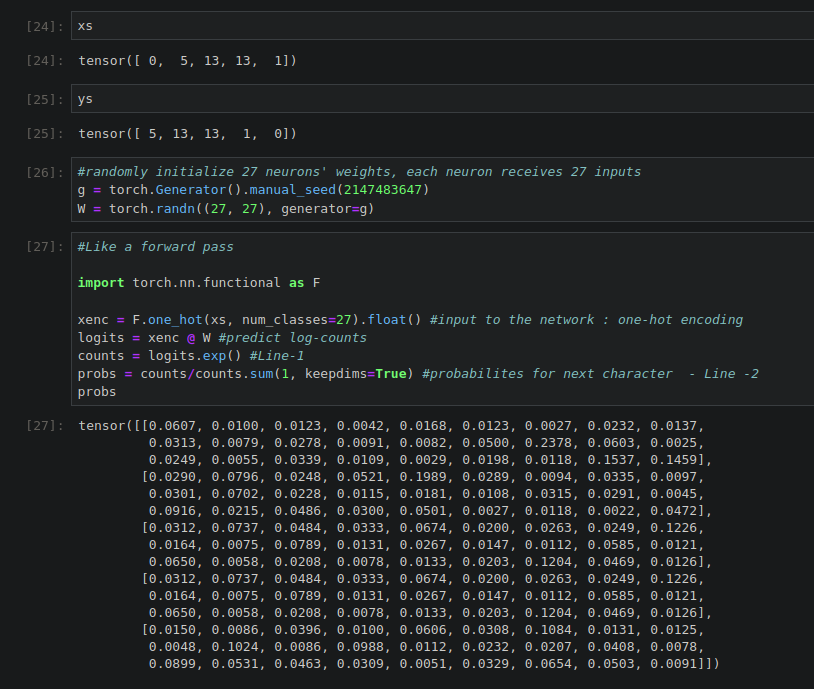 [24]: xs
[24]: tensor([ 0,  5, 13, 13,  1])
[25]: ys
[25]: tensor([ 5, 13, 13,  1,  0])
[26]: #randomly initialize 27 neurons' weights, each neuron receives 27 inputs
g = torch.Generator().manual_seed(2147483647)
W = torch.randn((27, 27), generator=g)
[27]: #Like a forward pass
import torch.nn.functional as F
xenc = F.one_hot(xs, num_classes=27).float() #input to the network : one-hot encoding
logits = xenc @ W #predict log-counts
counts = logits.exp() #Line-1
probs = counts/counts.sum(1, keepdims=True) #probabilites for next character  - Line -2
probs
[27]: tensor([[0.0607, 0.0100, 0.0123, 0.0042, 0.0168, 0.0123, 0.0027, 0.0232, 0.0137,
0.0313, 0.0079, 0.0278, 0.0091, 0.0082, 0.0500, 0.2378, 0.0603, 0.0025,
0.0249, 0.0055, 0.0339, 0.0109, 0.0029, 0.0198, 0.0118, 0.1537, 0.1459],
[0.0290, 0.0796, 0.0248, 0.0521, 0.1989, 0.0289, 0.0094, 0.0335, 0.0097,
0.0301, 0.0702, 0.0228, 0.0115, 0.0181, 0.0108, 0.0315, 0.0291, 0.0045,
0.0916, 0.0215, 0.0486, 0.0300, 0.0501, 0.0027, 0.0118, 0.0022, 0.0472],
[0.0312, 0.0737, 0.0484, 0.0333, 0.0674, 0.0200, 0.0263, 0.0249, 0.1226,
0.0164, 0.0075, 0.0789, 0.0131, 0.0267, 0.0147, 0.0112, 0.0585, 0.0121,
0.0650, 0.0058, 0.0208, 0.0078, 0.0133, 0.0203, 0.1204, 0.0469, 0.0126],
[0.0312, 0.0737, 0.0484, 0.0333, 0.0674, 0.0200, 0.0263, 0.0249, 0.1226,
0.0164, 0.0075, 0.0789, 0.0131, 0.0267, 0.0147, 0.0112, 0.0585, 0.0121,
0.0650, 0.0058, 0.0208, 0.0078, 0.0133, 0.0203, 0.1204, 0.0469, 0.0126],
[0.0150, 0.0086, 0.0396, 0.0100, 0.0606, 0.0308, 0.1084, 0.0131, 0.0125,
0.0048, 0.1024, 0.0086, 0.0988, 0.0112, 0.0232, 0.0207, 0.0408, 0.0078,
0.0899, 0.0531, 0.0463, 0.0309, 0.0051, 0.0329, 0.0654, 0.0503, 0.0091]])